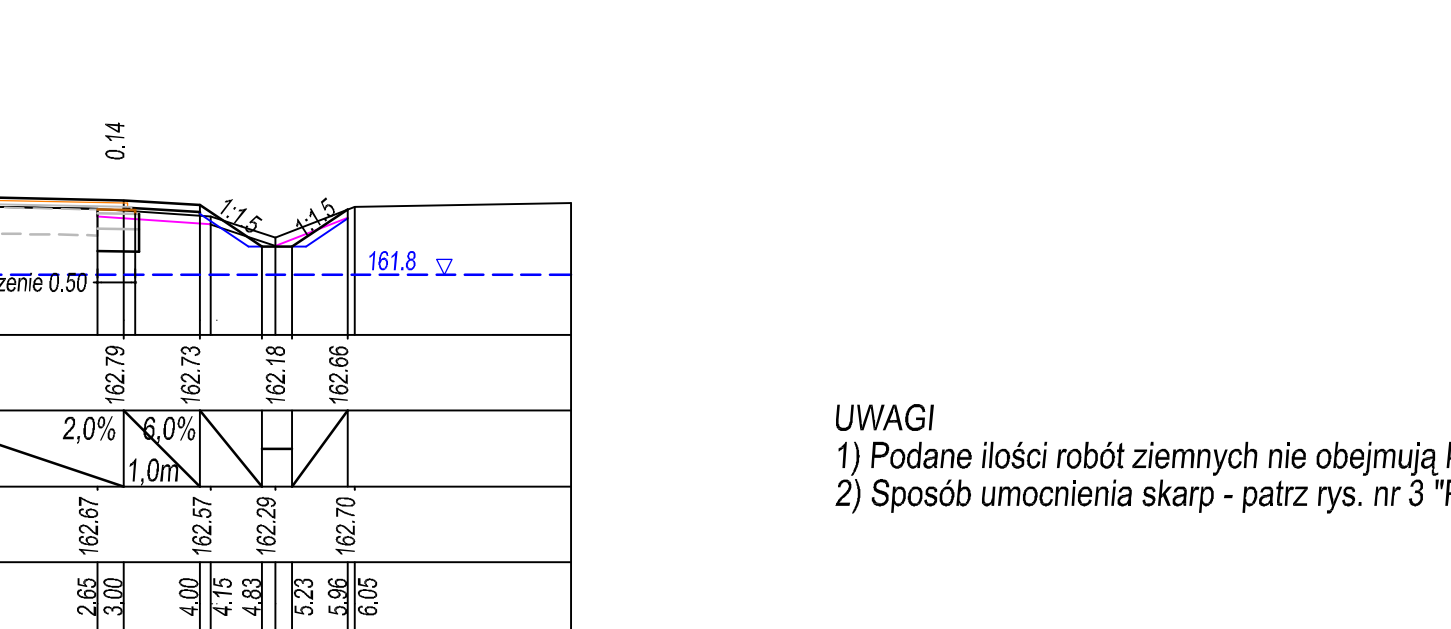 0.14
1:1.5 1:1.5
161.8
zenie 0.50
162.79 162.73 162.18 162.66
2,0% 6,0%
1,0m
162.67 162.57 162.29 162.70
2.65 3.00 4.00 4.15 4.83 5.23 5.96 6.05
UWAGI
1) Podane ilości robót ziemnych nie obejmują
2) Sposób umocnienia skarp - patrz rys. nr 3 "